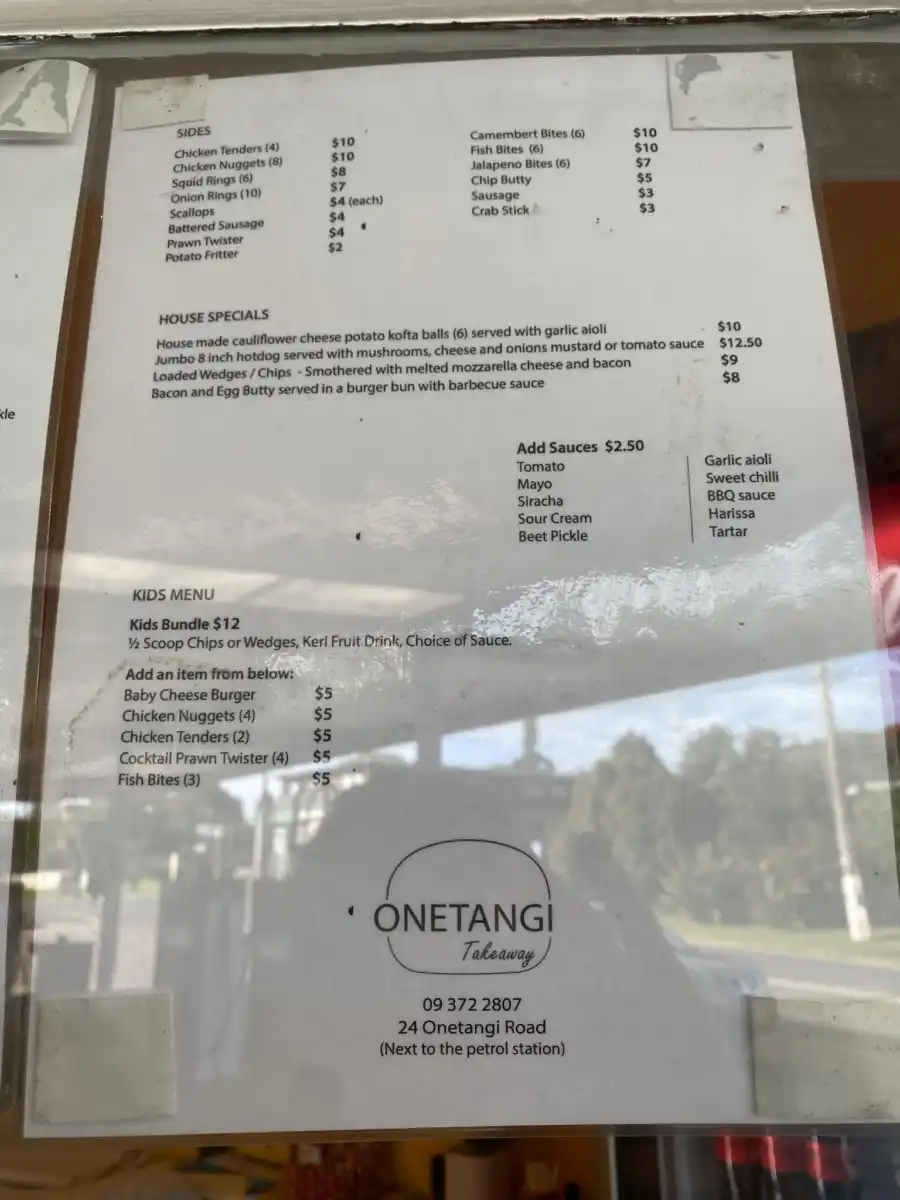 SIDES
Chicken Tenders (4) $10
Chicken Nuggets (8) $10
Squid Rings (6) $8
Onion Rings (10) $7
Scallops $4 (each)
Battered Sausage $4
Prawn Twister $4
Potato Fritter $2
Camembert Bites (6) $10
Fish Bites (6) $10
Jalapeno Bites (6) $7
Chip Butty $5
Sausage $3
Crab Stick $3
HOUSE SPECIALS
House made cauliflower cheese potato kofta balls (6) served with garlic aioli $10
Jumbo 8 inch hotdog served with mushrooms, cheese and onions mustard or tomato sauce $12.50
Loaded Wedges / Chips - Smothered with melted mozzarella cheese and bacon $9
Bacon and Egg Butty served in a burger bun with barbecue sauce $8
Add Sauces $2.50
Tomato
Mayo
Siracha
Sour Cream
Beet Pickle
Garlic aioli
Sweet chilli
BBQ sauce
Harissa
Tartar
KIDS MENU
Kids Bundle $12
½ Scoop Chips or Wedges, Keri Fruit Drink, Choice of Sauce.
Add an item from below:
Baby Cheese Burger $5
Chicken Nuggets (4) $5
Chicken Tenders (2) $5
Cocktail Prawn Twister (4) $5
Fish Bites (3) $5
ONETANGI
Takeaway
09 372 2807
24 Onetangi Road
(Next to the petrol station)